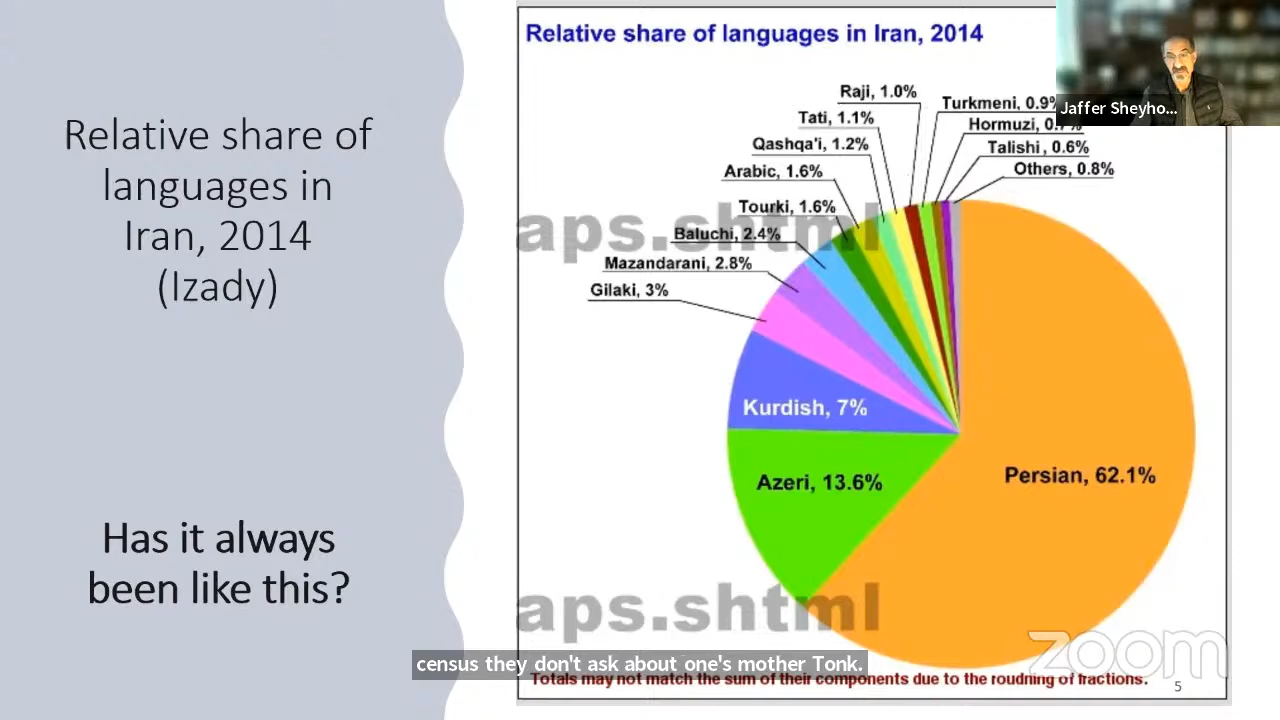 Relative share of
languages in
Iran, 2014
(Izady)
Has it always
been like this?
Relative share of languages in Iran, 2014
Raji, 1.0%
Turkmeni, 0.9%
Tati, 1.1%
Hormuzi, 0.7%
Qashqa'i, 1.2%
Talishi, 0.6%
Arabic, 1.6%
Others, 0.8%
Tourki, 1.6%
Baluchi, 2.4%
Mazandarani, 2.8%
Gilaki, 3%
Kurdish, 7%
Azeri, 13.6%
Persian, 62.1%
aps.shtml
aps.shtml
Jaffer Sheyho...
zoom
census they don't ask about one's mother Tonk.
Totals may not match the sum of their components due to the roudning of fractions.
5